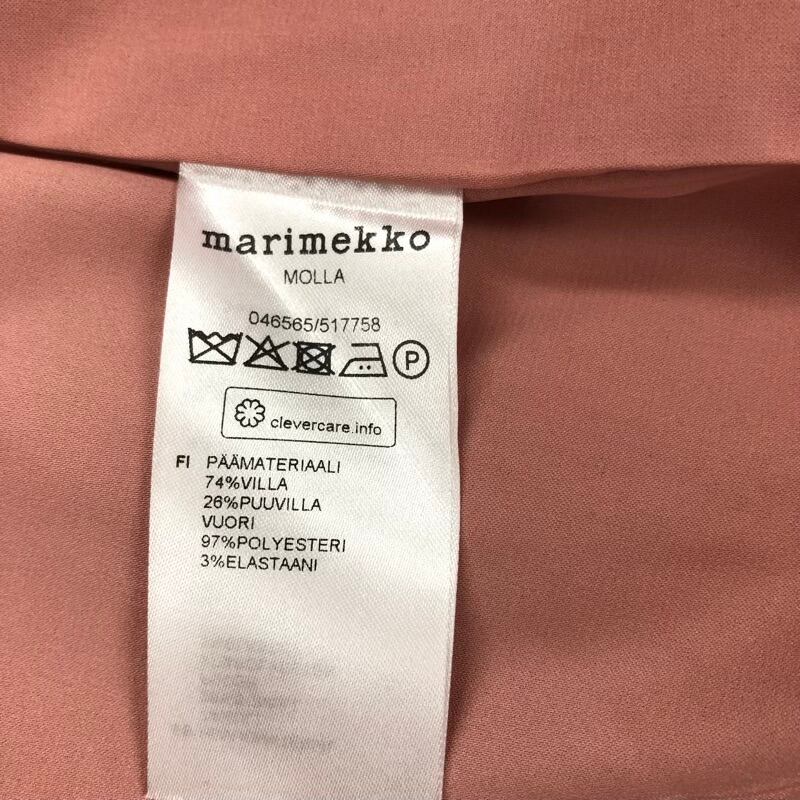 marimekko
MOLLA
046565/517758
P
clevercare.info
FI PÄÄMATERIAALI
74%VILLA
26%PUUVILLA
VUORI
97%POLYESTERI
3%ELASTAANI